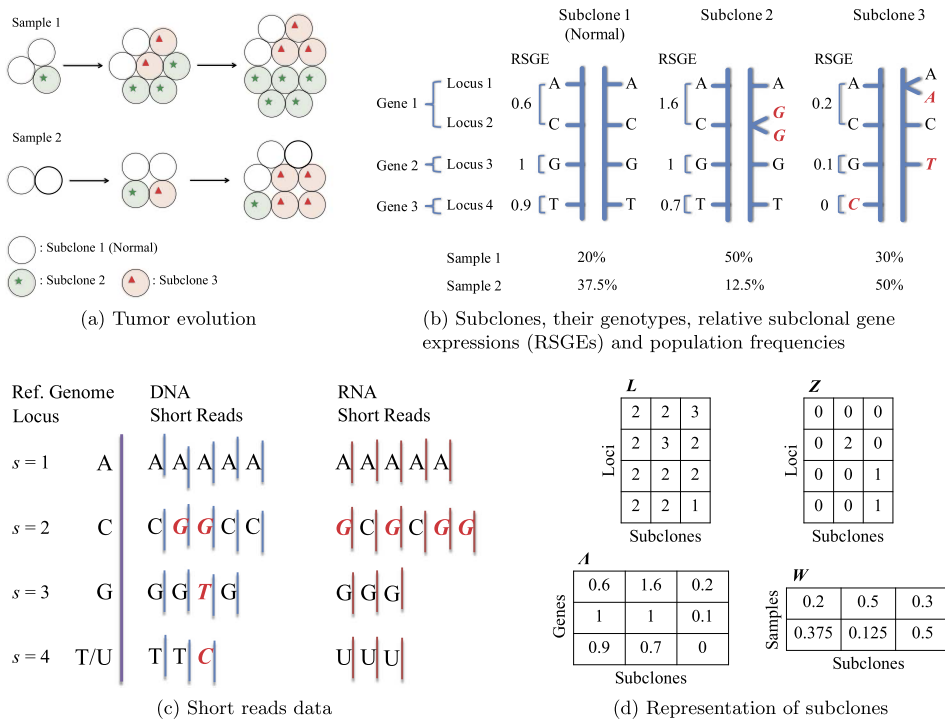 Sample 1
Sample 2
: Subclone 1 (Normal)
: Subclone 2
: Subclone 3
(a) Tumor evolution
Subclone 1
(Normal)
Subclone 2
Subclone 3
RSGE
RSGE
RSGE
Gene 1
Locus 1
0.6
A
A
1.6
A
A
0.2
A
A
A
Locus 2
C
C
C
G
G
C
C
Gene 2
Locus 3
1
G
G
1
G
G
0.1
G
T
Gene 3
Locus 4
0.9
T
T
0.7
T
T
0
C
Sample 1 20% 50% 30%
Sample 2 37.5% 12.5% 50%
(b) Subclones, their genotypes, relative subclonal gene
expressions (RSGEs) and population frequencies
Ref. Genome
Locus
DNA
Short Reads
RNA
Short Reads
s = 1 A A A A A A A A A A A
s = 2 C C G G C C G C G C G G
s = 3 G G G T G G G G
s = 4 T/U T T C U U U
(c) Short reads data
L
Loci
2 2 3
2 3 2
2 2 2
2 2 1
Subclones
Z
Loci
0 0 0
0 2 0
0 0 1
0 0 1
Subclones
Λ
Genes
0.6 1.6 0.2
1 1 0.1
0.9 0.7 0
Subclones
W
Samples
0.2 0.5 0.3
0.375 0.125 0.5
Subclones
(d) Representation of subclones